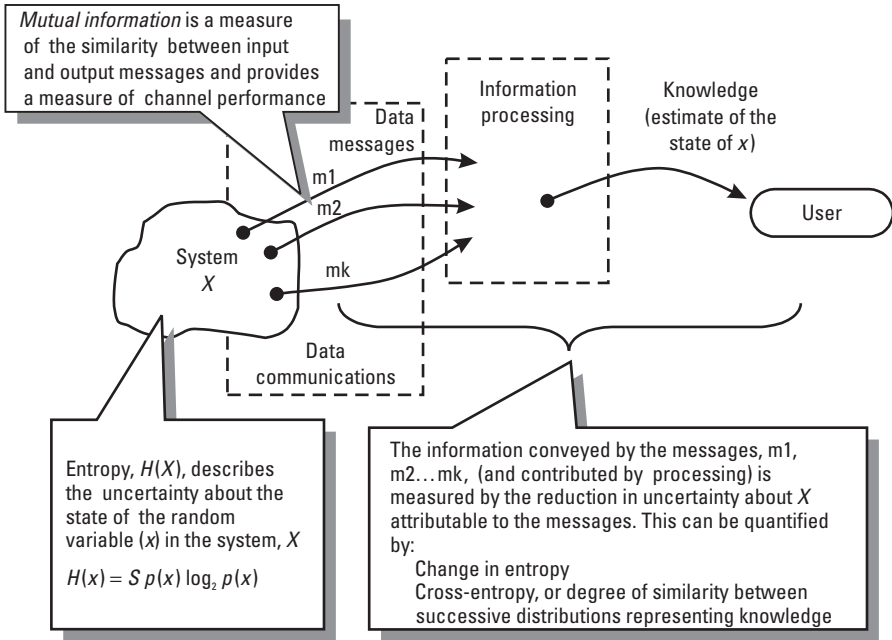 Mutual information is a measure
of the similarity between input
and output messages and provides
a measure of channel performance
Data
messages
m1
m2
mk
System
X
Data
communications
Information
processing
Knowledge
(estimate of the
state of x)
User
Entropy, H(X), describes
the uncertainty about the
state of the random
variable (x) in the system, X
H(x) = S p(x) log₂ p(x)
The information conveyed by the messages, m1,
m2...mk, (and contributed by processing) is
measured by the reduction in uncertainty about X
attributable to the messages. This can be quantified
by:
Change in entropy
Cross-entropy, or degree of similarity between
successive distributions representing knowledge